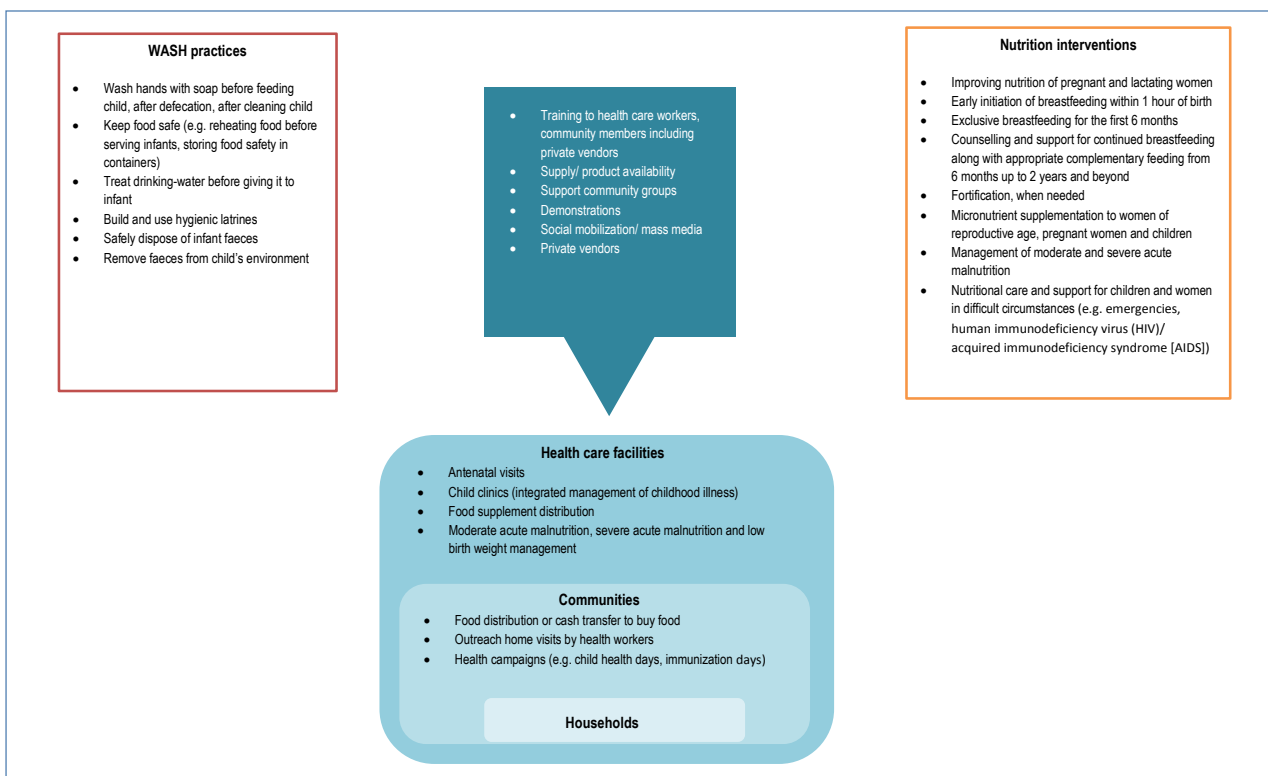 WASH practices
• Wash hands with soap before feeding
child, after defecation, after cleaning child
• Keep food safe (e.g. reheating food before
serving infants, storing food safety in
containers)
• Treat drinking-water before giving it to
infant
• Build and use hygienic latrines
• Safely dispose of infant faeces
• Remove faeces from child's environment
• Training to health care workers,
community members including
private vendors
• Supply/ product availability
• Support community groups
• Demonstrations
• Social mobilization/ mass media
• Private vendors
Nutrition interventions
• Improving nutrition of pregnant and lactating women
• Early initiation of breastfeeding within 1 hour of birth
• Exclusive breastfeeding for the first 6 months
• Counselling and support for continued breastfeeding
along with appropriate complementary feeding from
6 months up to 2 years and beyond
• Fortification, when needed
• Micronutrient supplementation to women of
reproductive age, pregnant women and children
• Management of moderate and severe acute
malnutrition
• Nutritional care and support for children and women
in difficult circumstances (e.g. emergencies,
human immunodeficiency virus (HIV)/
acquired immunodeficiency syndrome [AIDS])
Health care facilities
• Antenatal visits
• Child clinics (integrated management of childhood illness)
• Food supplement distribution
• Moderate acute malnutrition, severe acute malnutrition and low
birth weight management
Communities
• Food distribution or cash transfer to buy food
• Outreach home visits by health workers
• Health campaigns (e.g. child health days, immunization days)
Households